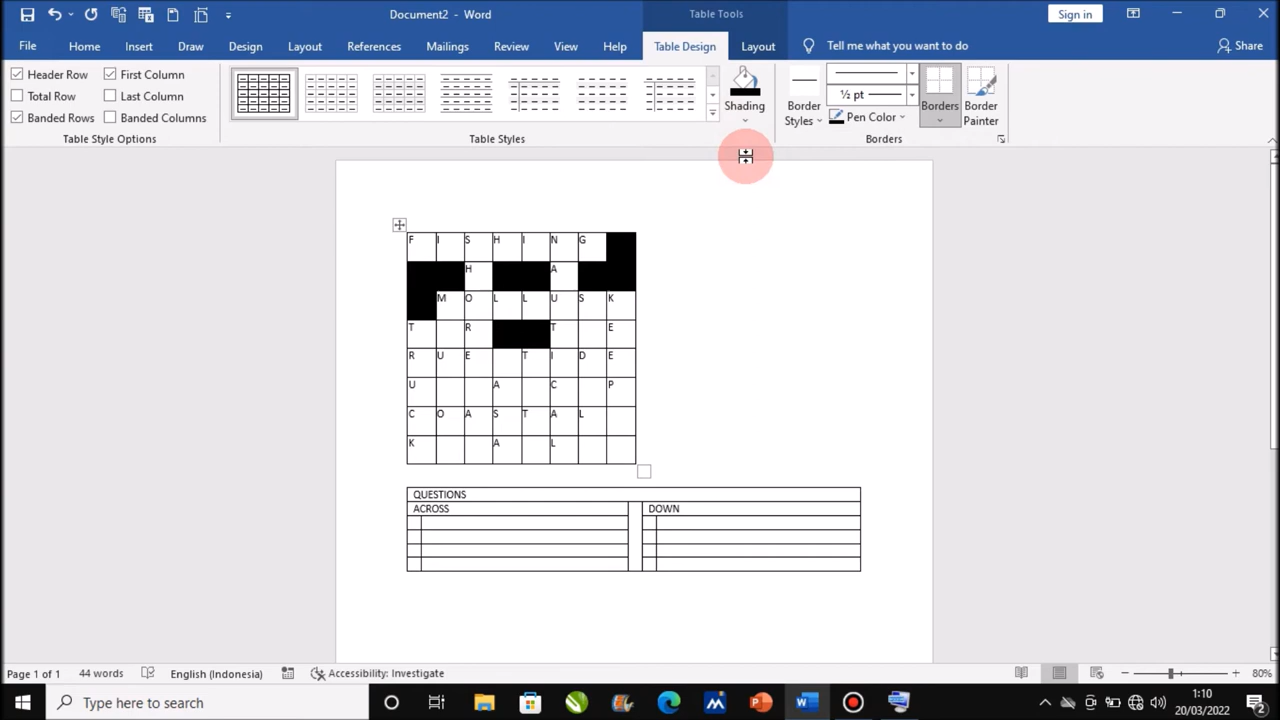 Document2 - Word
Table Tools
Sign in
File
Home
Insert
Draw
Design
Layout
References
Mailings
Review
View
Help
Table Design
Layout
Tell me what you want to do
Share
Header Row
First Column
Total Row
Last Column
Banded Rows
Banded Columns
Table Style Options
Table Styles
Shading
Border Styles
½ pt
Pen Color
Borders
Border Painter
Borders
F I S H I N G
H A
M O L L U S K
T R T E
R U E T I D E
U A C P
C O A S T A L
K A L
QUESTIONS
ACROSS
DOWN
Page 1 of 1
44 words
English (Indonesia)
Accessibility: Investigate
80%
Type here to search
1:10
20/03/2022
2